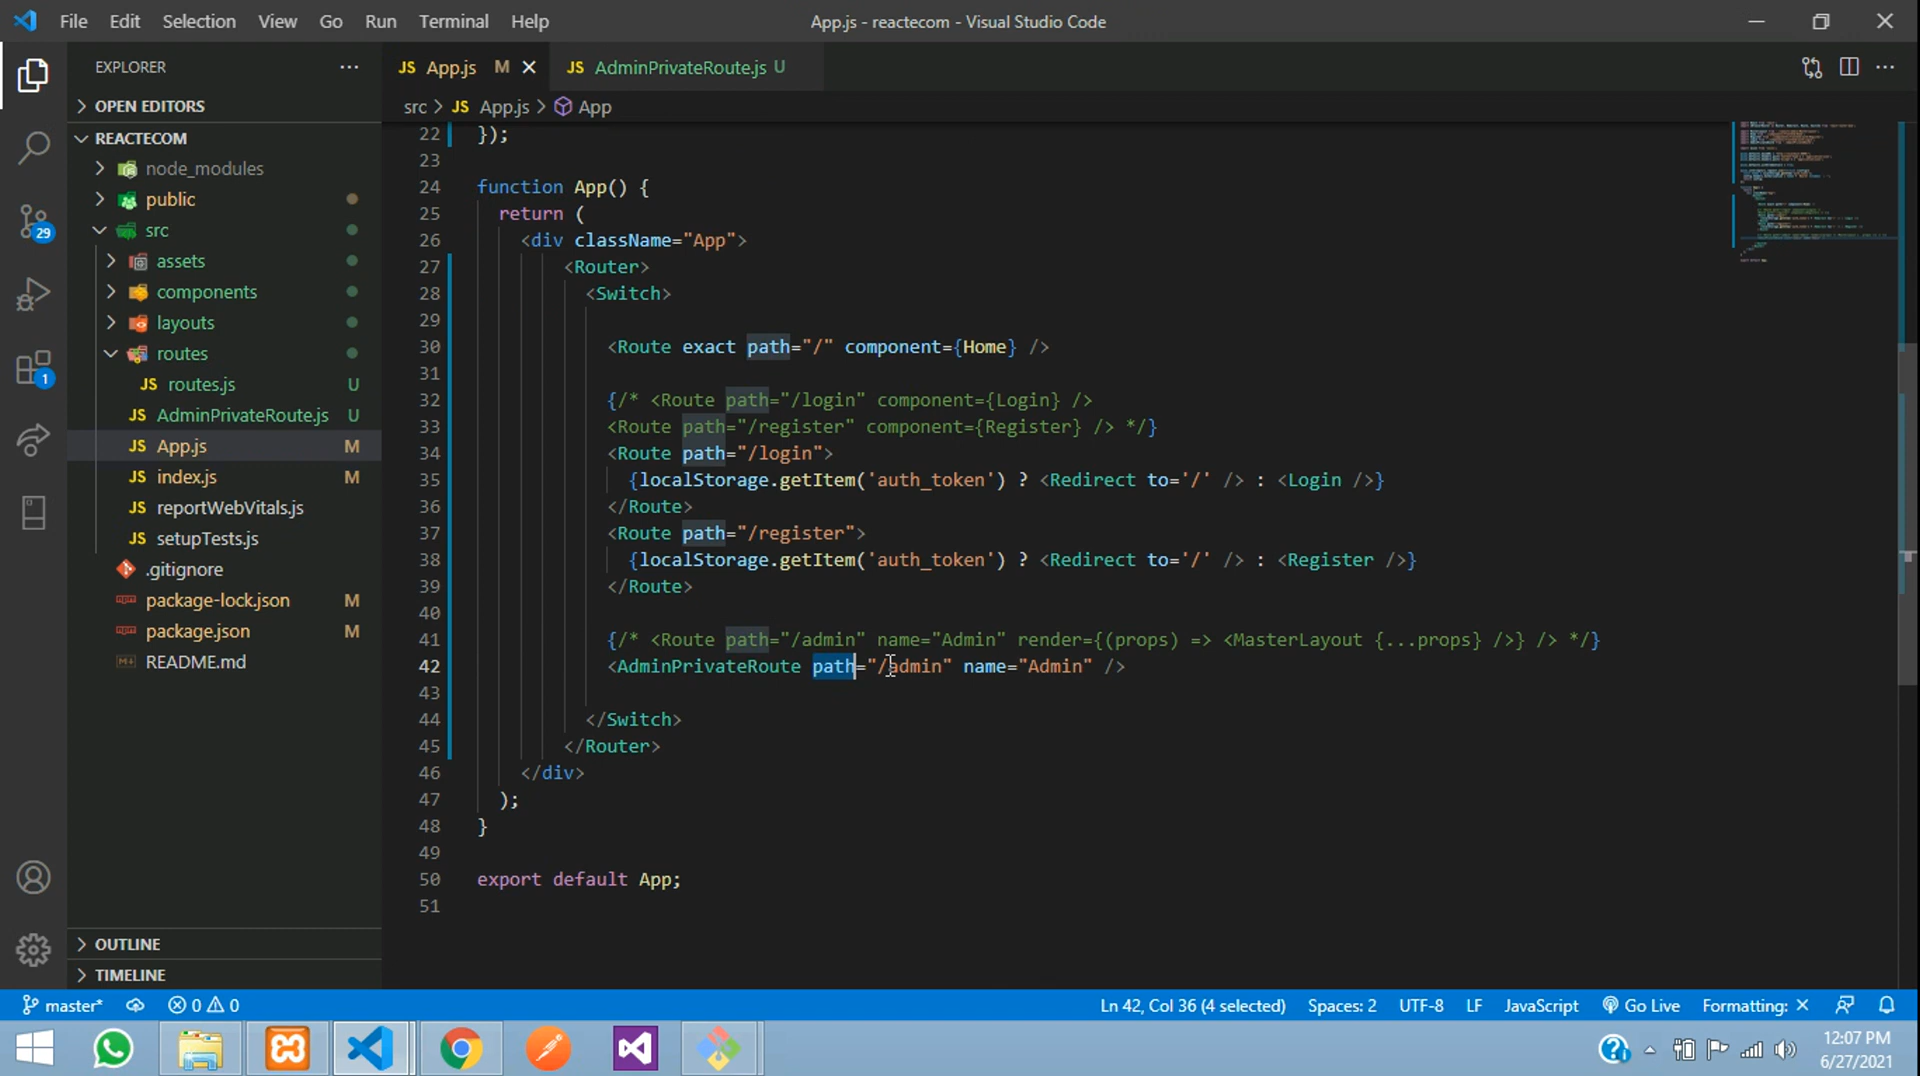 File Edit Selection View Go Run Terminal Help
App.js - reactecom - Visual Studio Code
EXPLORER
OPEN EDITORS
REACTECOM
node_modules
public
src
assets
components
layouts
routes
JS routes.js U
JS AdminPrivateRoute.js U
JS App.js M
JS index.js M
JS reportWebVitals.js
JS setupTests.js
.gitignore
package-lock.json M
package.json M
README.md
OUTLINE
TIMELINE
29
1
JS App.js M
JS AdminPrivateRoute.js U
src > JS App.js > App
22 });
23
24 function App() {
25 return (
26 <div className="App">
27 <Router>
28 <Switch>
29
30 <Route exact path="/" component={Home} />
31
32 {/* <Route path="/login" component={Login} />
33 <Route path="/register" component={Register} /> */}
34 <Route path="/login">
35 {localStorage.getItem('auth_token') ? <Redirect to='/' /> : <Login />}
36 </Route>
37 <Route path="/register">
38 {localStorage.getItem('auth_token') ? <Redirect to='/' /> : <Register />}
39 </Route>
40
41 {/* <Route path="/admin" name="Admin" render={(props) => <MasterLayout {...props} />} /> */}
42 <AdminPrivateRoute path="/admin" name="Admin" />
43
44 </Switch>
45 </Router>
46 </div>
47 );
48 }
49
50 export default App;
51
master* 0 0
Ln 42, Col 36 (4 selected) Spaces: 2 UTF-8 LF JavaScript Go Live Formatting: ×
12:07 PM
6/27/2021